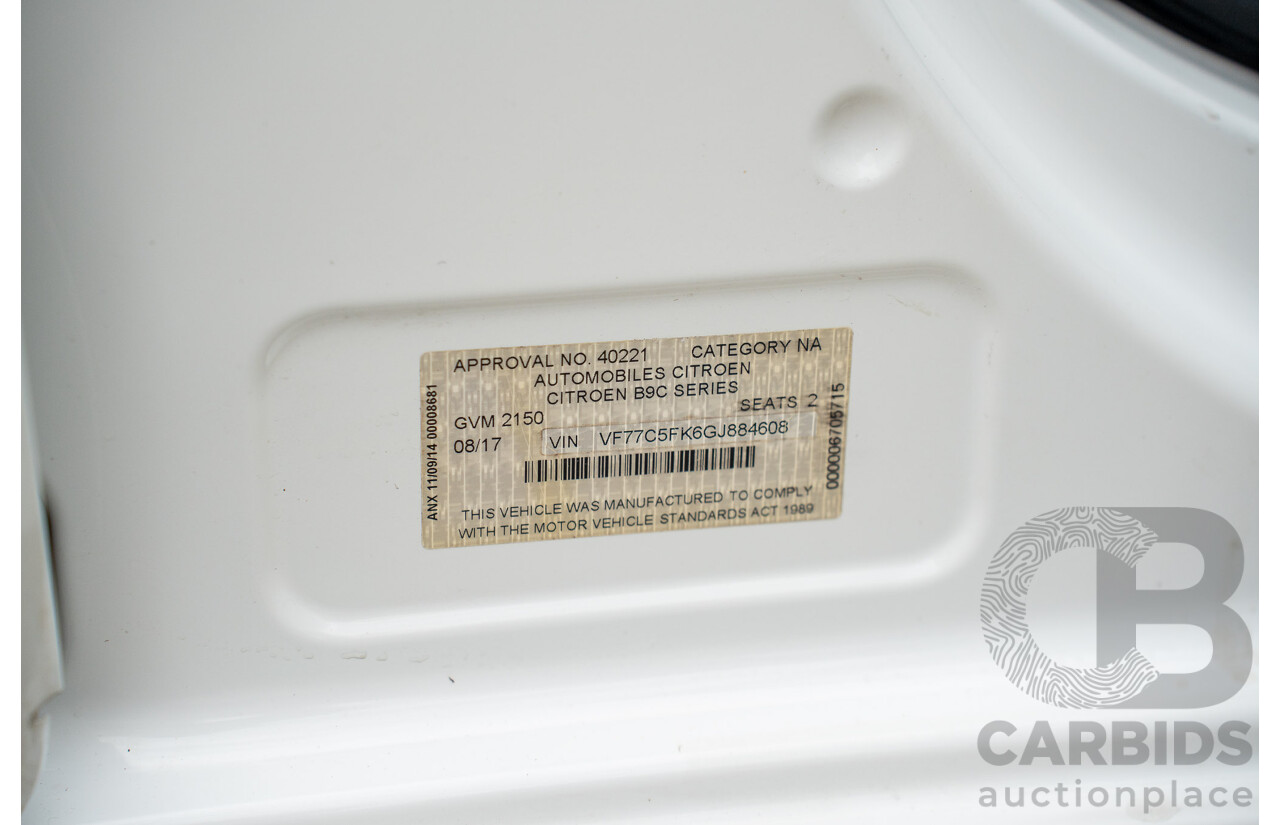 APPROVAL NO. 40221 CATEGORY NA
AUTOMOBILES CITROEN
CITROEN B9C SERIES
GVM 2150 SEATS 2
08/17 VIN VF77C5FK6GJ884608
THIS VEHICLE WAS MANUFACTURED TO COMPLY
WITH THE MOTOR VEHICLE STANDARDS ACT 1989
ANX 11/09/14 00008681
000006705715
CB
CARBIDS
auctionplace